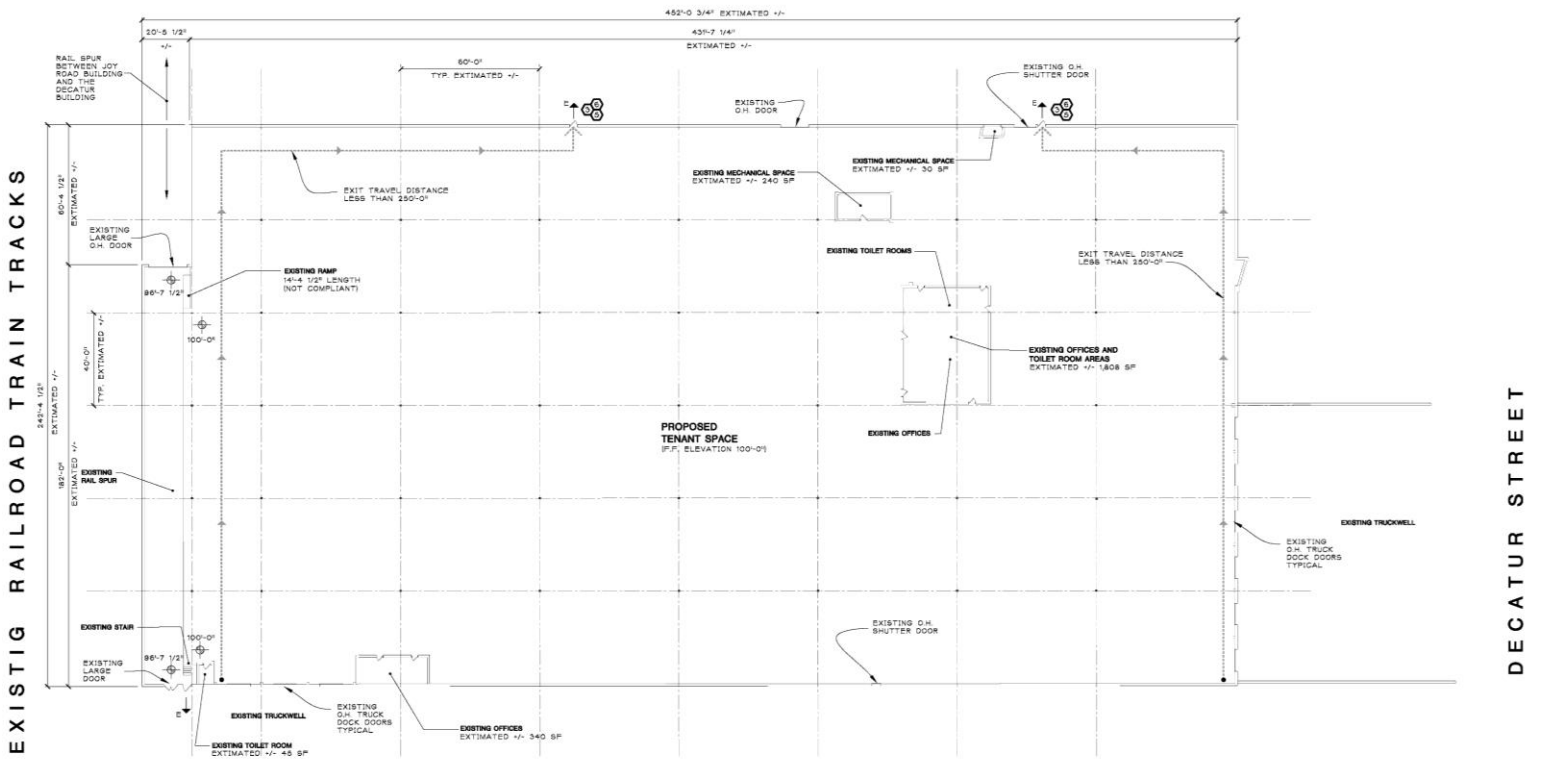 452'-0 3/4" EXTIMATED +/-
20'-5 1/2"
+/-
431'-7 1/4"
EXTIMATED +/-
60'-0"
TYP. EXTIMATED +/-
RAIL SPUR
BETWEEN JOY
ROAD BUILDING
AND THE
DECATUR
BUILDING
EXISTING O.H.
SHUTTER DOOR
EXISTING
O.H. DOOR
E
3
6
5
E
3
6
5
EXISTING MECHANICAL SPACE
EXTIMATED +/- 30 SF
EXISTING MECHANICAL SPACE
EXTIMATED +/- 240 SF
EXIT TRAVEL DISTANCE
LESS THAN 250'-0"
60'-4 1/2"
EXTIMATED +/-
EXISTING
LARGE
O.H. DOOR
EXISTING TOILET ROOMS
EXIT TRAVEL DISTANCE
LESS THAN 250'-0"
EXISTING RAMP
14'-4 1/2" LENGTH
(NOT COMPLIANT)
96'-7 1/2"
100'-0"
40'-0"
TYP. EXTIMATED +/-
242'-4 1/2"
EXTIMATED +/-
182'-0"
EXTIMATED +/-
EXISTING OFFICES AND
TOILET ROOM AREAS
EXTIMATED +/- 1,808 SF
PROPOSED
TENANT SPACE
(F.F. ELEVATION 100'-0")
EXISTING OFFICES
EXISTING
RAIL SPUR
EXISTING TRUCKWELL
EXISTING
O.H. TRUCK
DOCK DOORS
TYPICAL
EXISTING STAIR
100'-0"
96'-7 1/2"
EXISTING
LARGE
DOOR
EXISTING O.H.
SHUTTER DOOR
E
EXISTING TRUCKWELL
EXISTING
O.H. TRUCK
DOCK DOORS
TYPICAL
EXISTING OFFICES
EXTIMATED +/- 340 SF
EXISTING TOILET ROOM
EXTIMATED +/- 45 SF
EXISTIG RAILROAD TRAIN TRACKS
DECATUR STREET